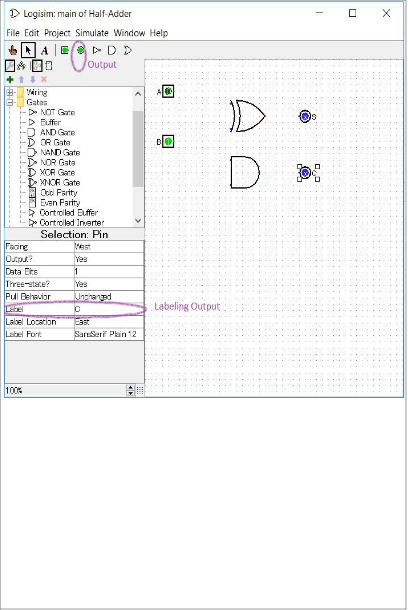 Logisim: main of Half-Adder
File Edit Project Simulate Window Help
A
Output
Wiring
Gates
NOT Gate
Buffer
AND Gate
OR Gate
NAND Gate
NOR Gate
XOR Gate
XNOR Gate
Odd Parity
Even Parity
Controlled Buffer
Controlled Inverter
A
S
B
C
Selection: Pin
Facing West
Output? Yes
Data Bits 1
Three-state? Yes
Pull Behavior Unchanged
Label C
Labeling Output
Label Location East
Label Font SansSerif Plain 12
100%